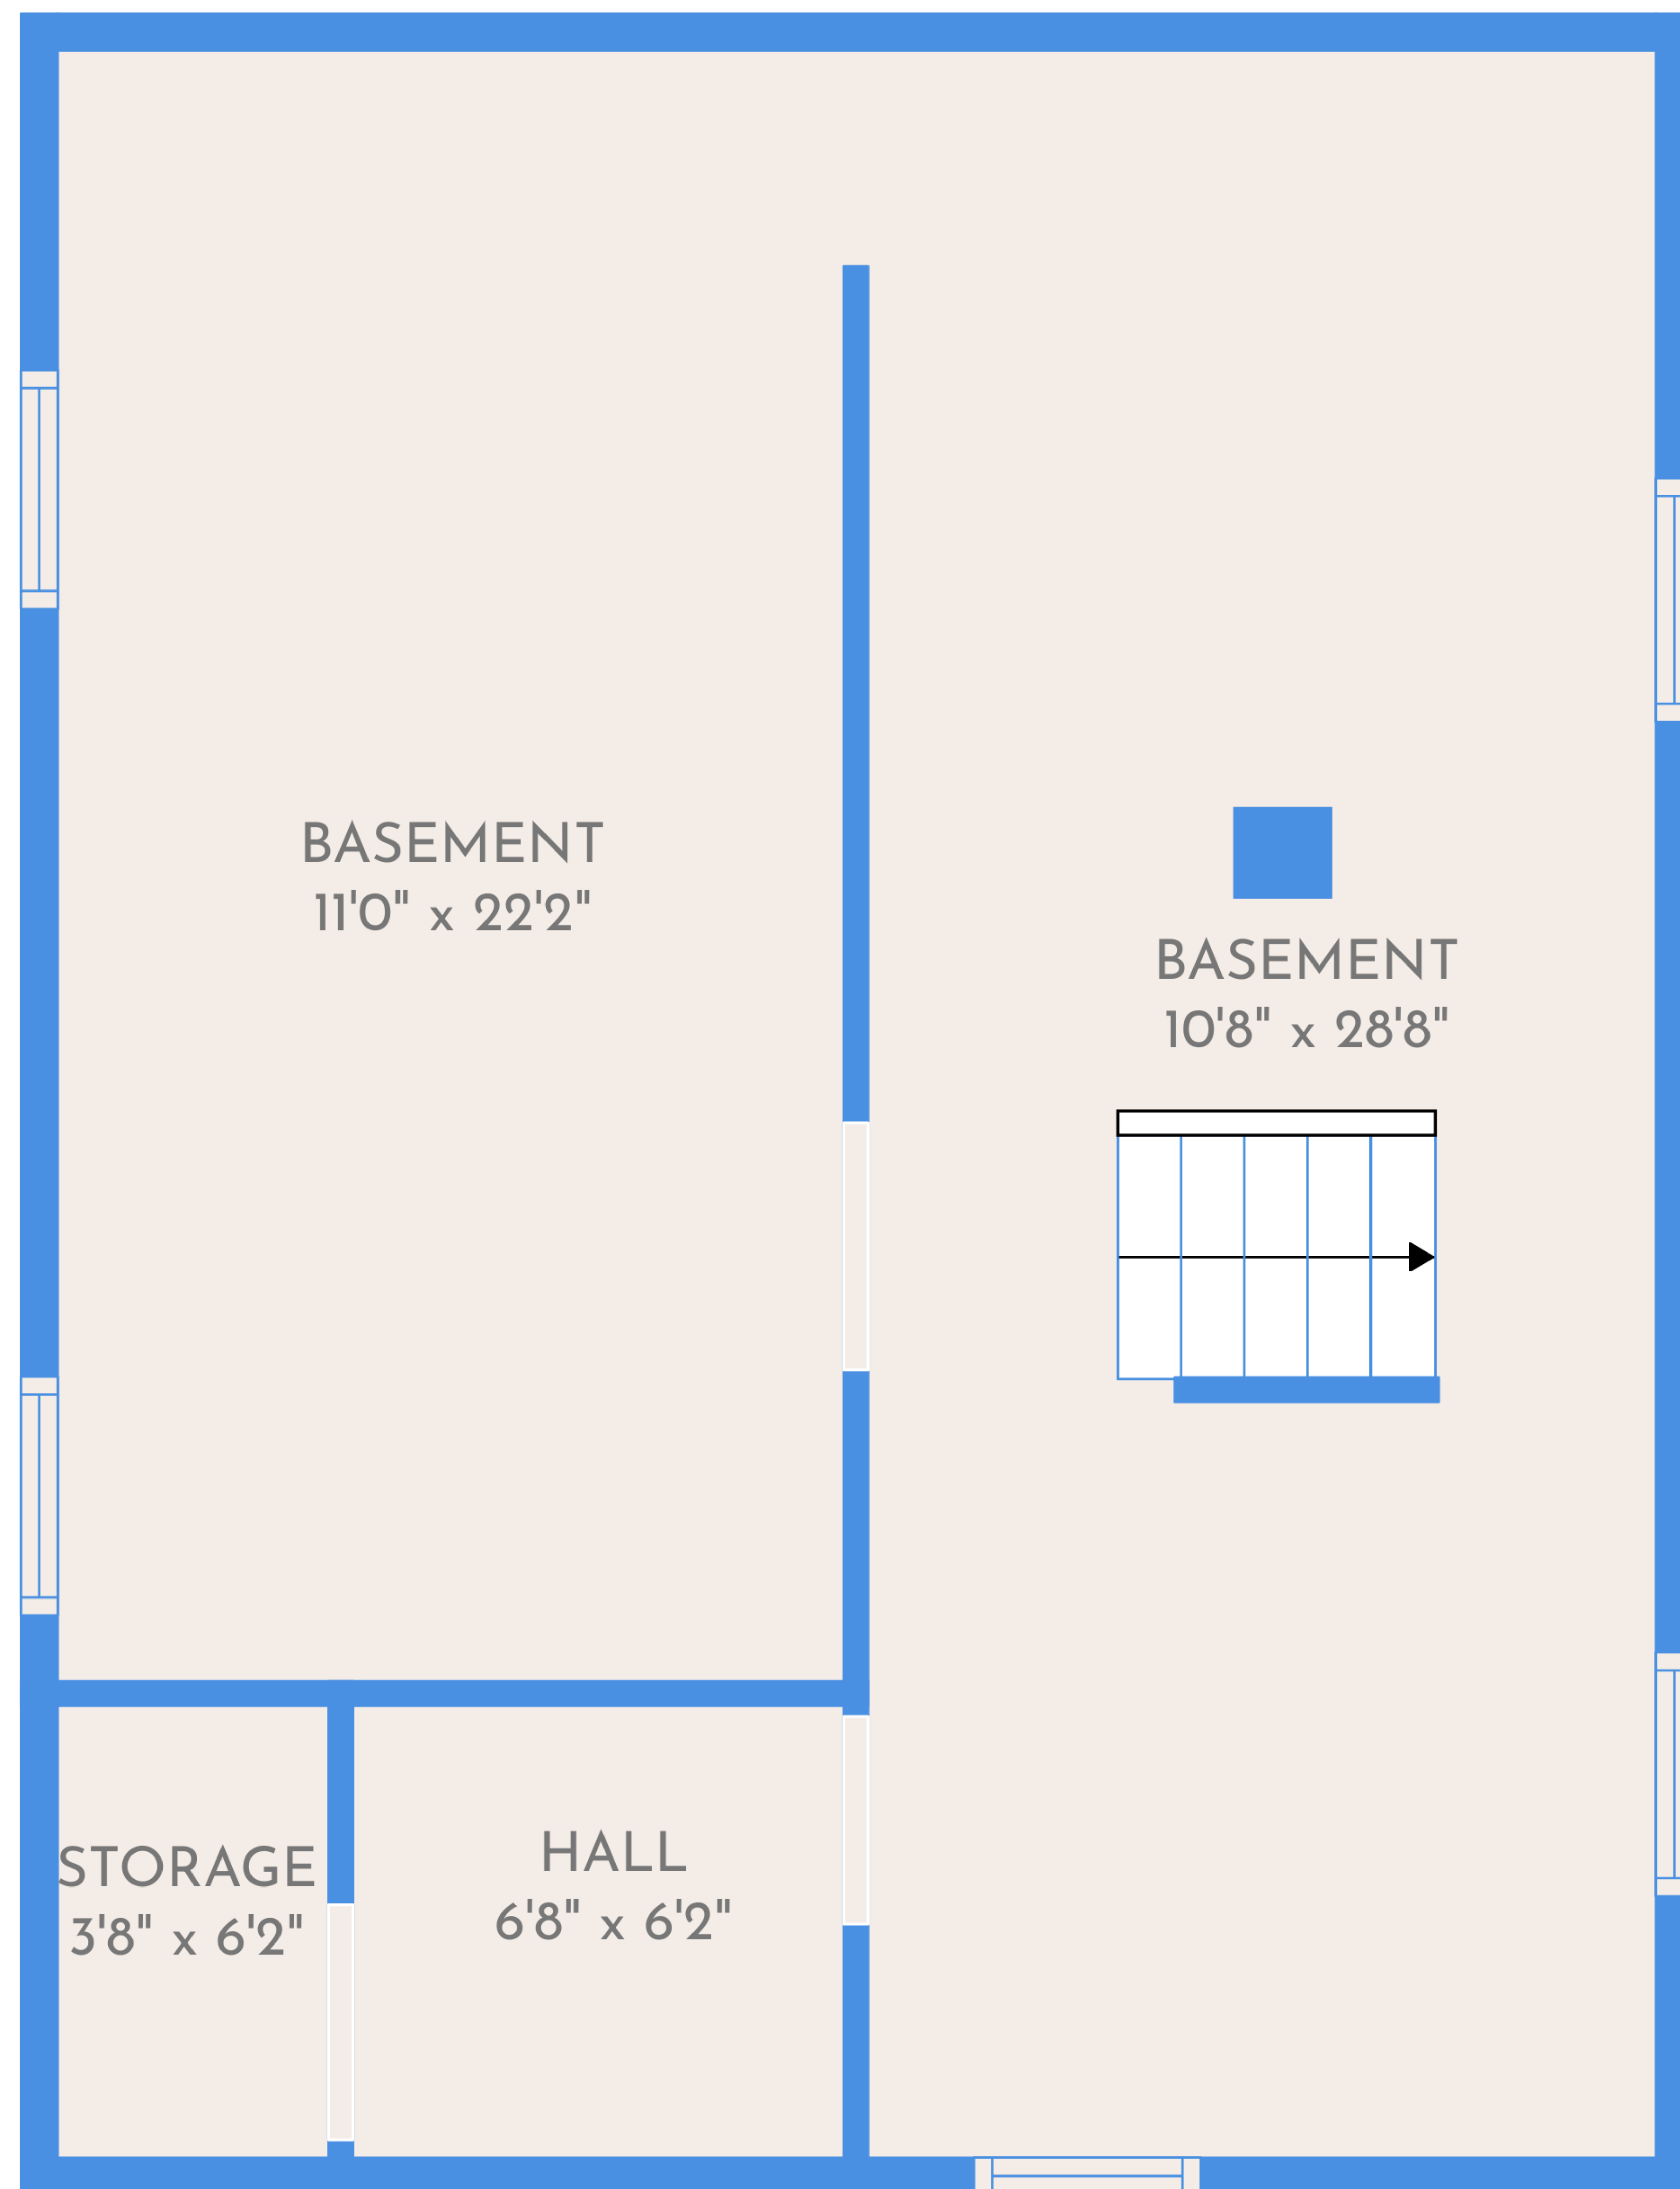 BASEMENT
11'0" x 22'2"
BASEMENT
10'8" x 28'8"
STORAGE
3'8" x 6'2"
HALL
6'8" x 6'2"